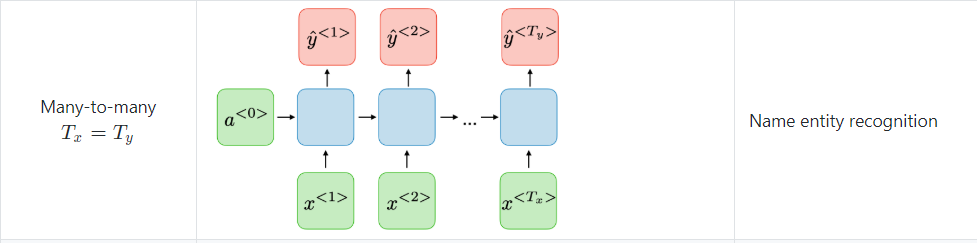 Many-to-many
T_x = T_y
ŷ^{<1>} ŷ^{<2>} ŷ^{<T_y>}
a^{<0>} ...
x^{<1>} x^{<2>} x^{<T_x>}
Name entity recognition